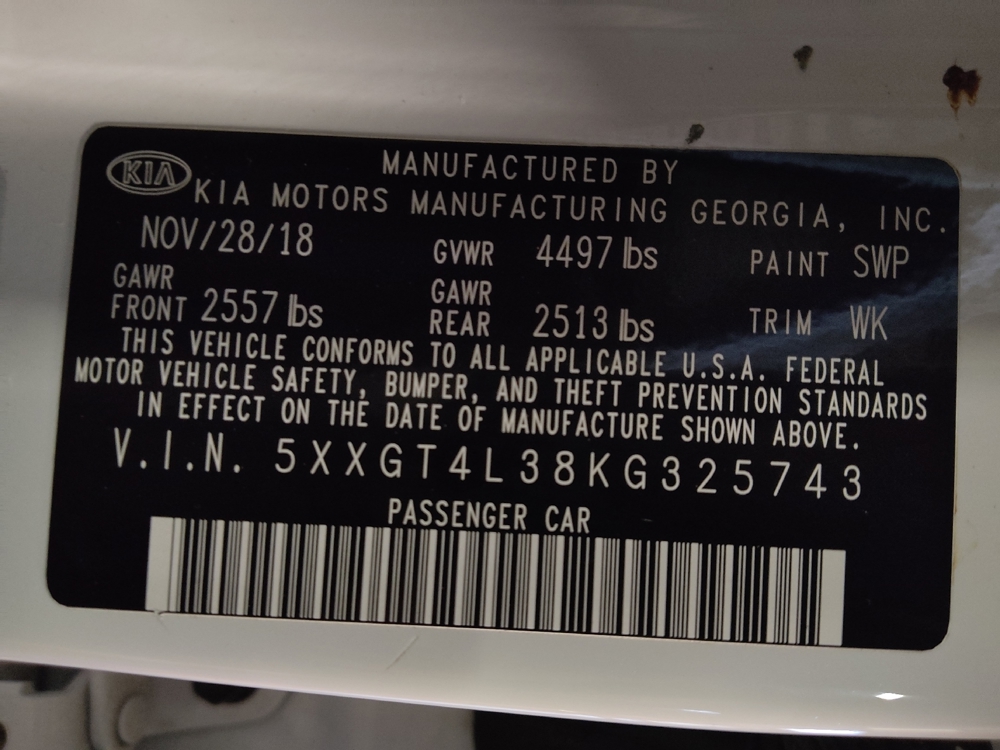 KIA MANUFACTURED BY
KIA MOTORS MANUFACTURING GEORGIA, INC.
NOV/28/18 GVWR 4497 lbs PAINT SWP
GAWR FRONT 2557 lbs GAWR REAR 2513 lbs TRIM WK
THIS VEHICLE CONFORMS TO ALL APPLICABLE U.S.A. FEDERAL
MOTOR VEHICLE SAFETY, BUMPER, AND THEFT PREVENTION STANDARDS
IN EFFECT ON THE DATE OF MANUFACTURE SHOWN ABOVE.
V.I.N. 5XXGT4L38KG325743
PASSENGER CAR